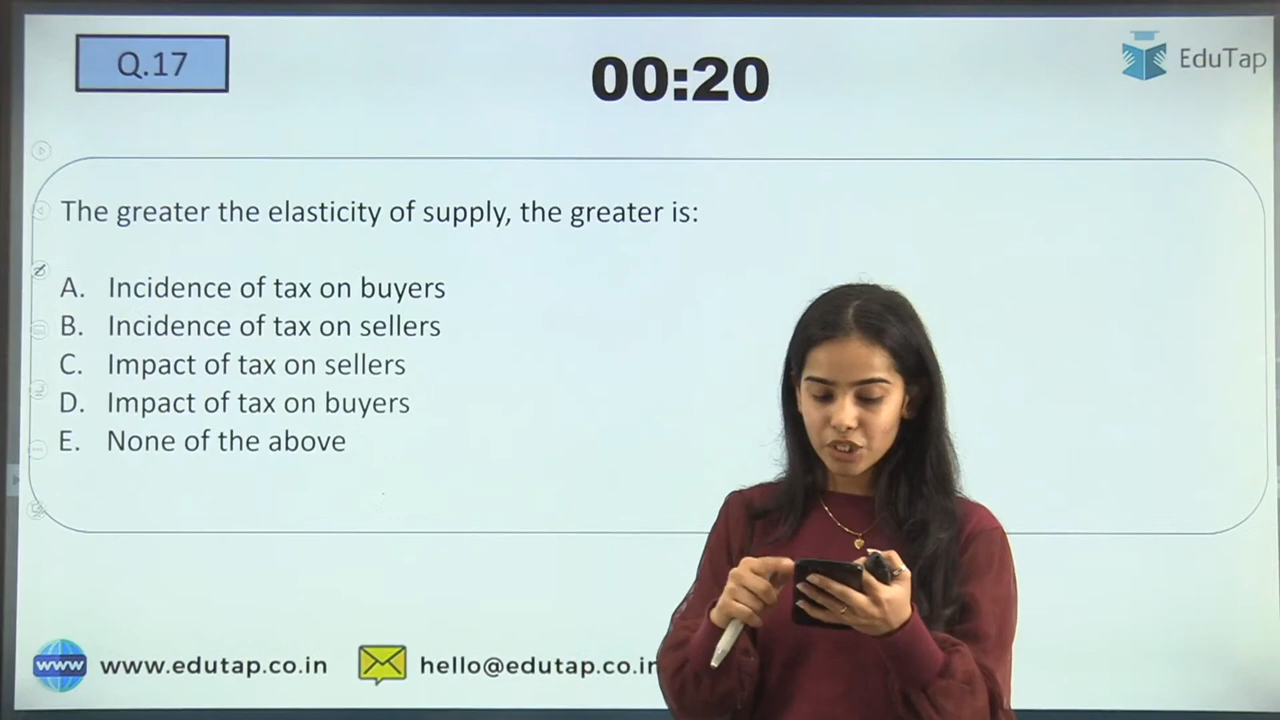 Q.17
00:20
EduTap
The greater the elasticity of supply, the greater is:
A. Incidence of tax on buyers
B. Incidence of tax on sellers
C. Impact of tax on sellers
D. Impact of tax on buyers
E. None of the above
www
www.edutap.co.in
hello@edutap.co.in